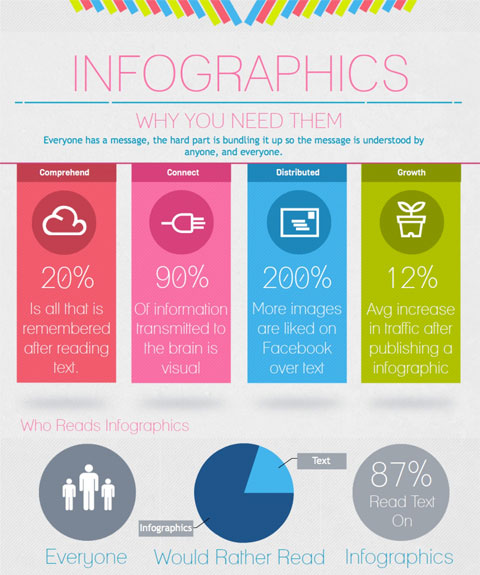 INFOGRAPHICS
WHY YOU NEED THEM
Everyone has a message, the hard part is bundling it up so the message is understood by
anyone, and everyone.
Comprehend
20%
Is all that is
remembered
after reading
text.
Connect
90%
Of information
transmitted to
the brain is
visual
Distributed
200%
More images
are liked on
Facebook
over text
Growth
12%
Avg increase
in traffic after
publishing a
infographic
Who Reads Infographics
Everyone
Text
Infographics
Would Rather Read
87%
Read Text
On
Infographics